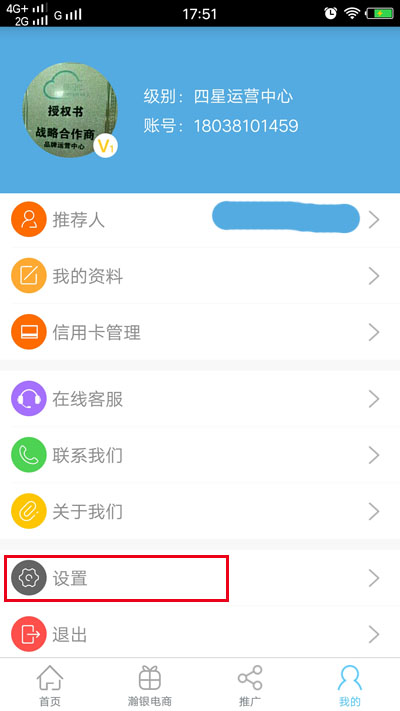 4G+
2G
G
17:51
授权书
战略合作商
品牌运营中心
V1
级别：四星运营中心
账号：18038101459
推荐人
我的资料
信用卡管理
在线客服
联系我们
关于我们
设置
退出
首页
瀚银电商
推广
我的